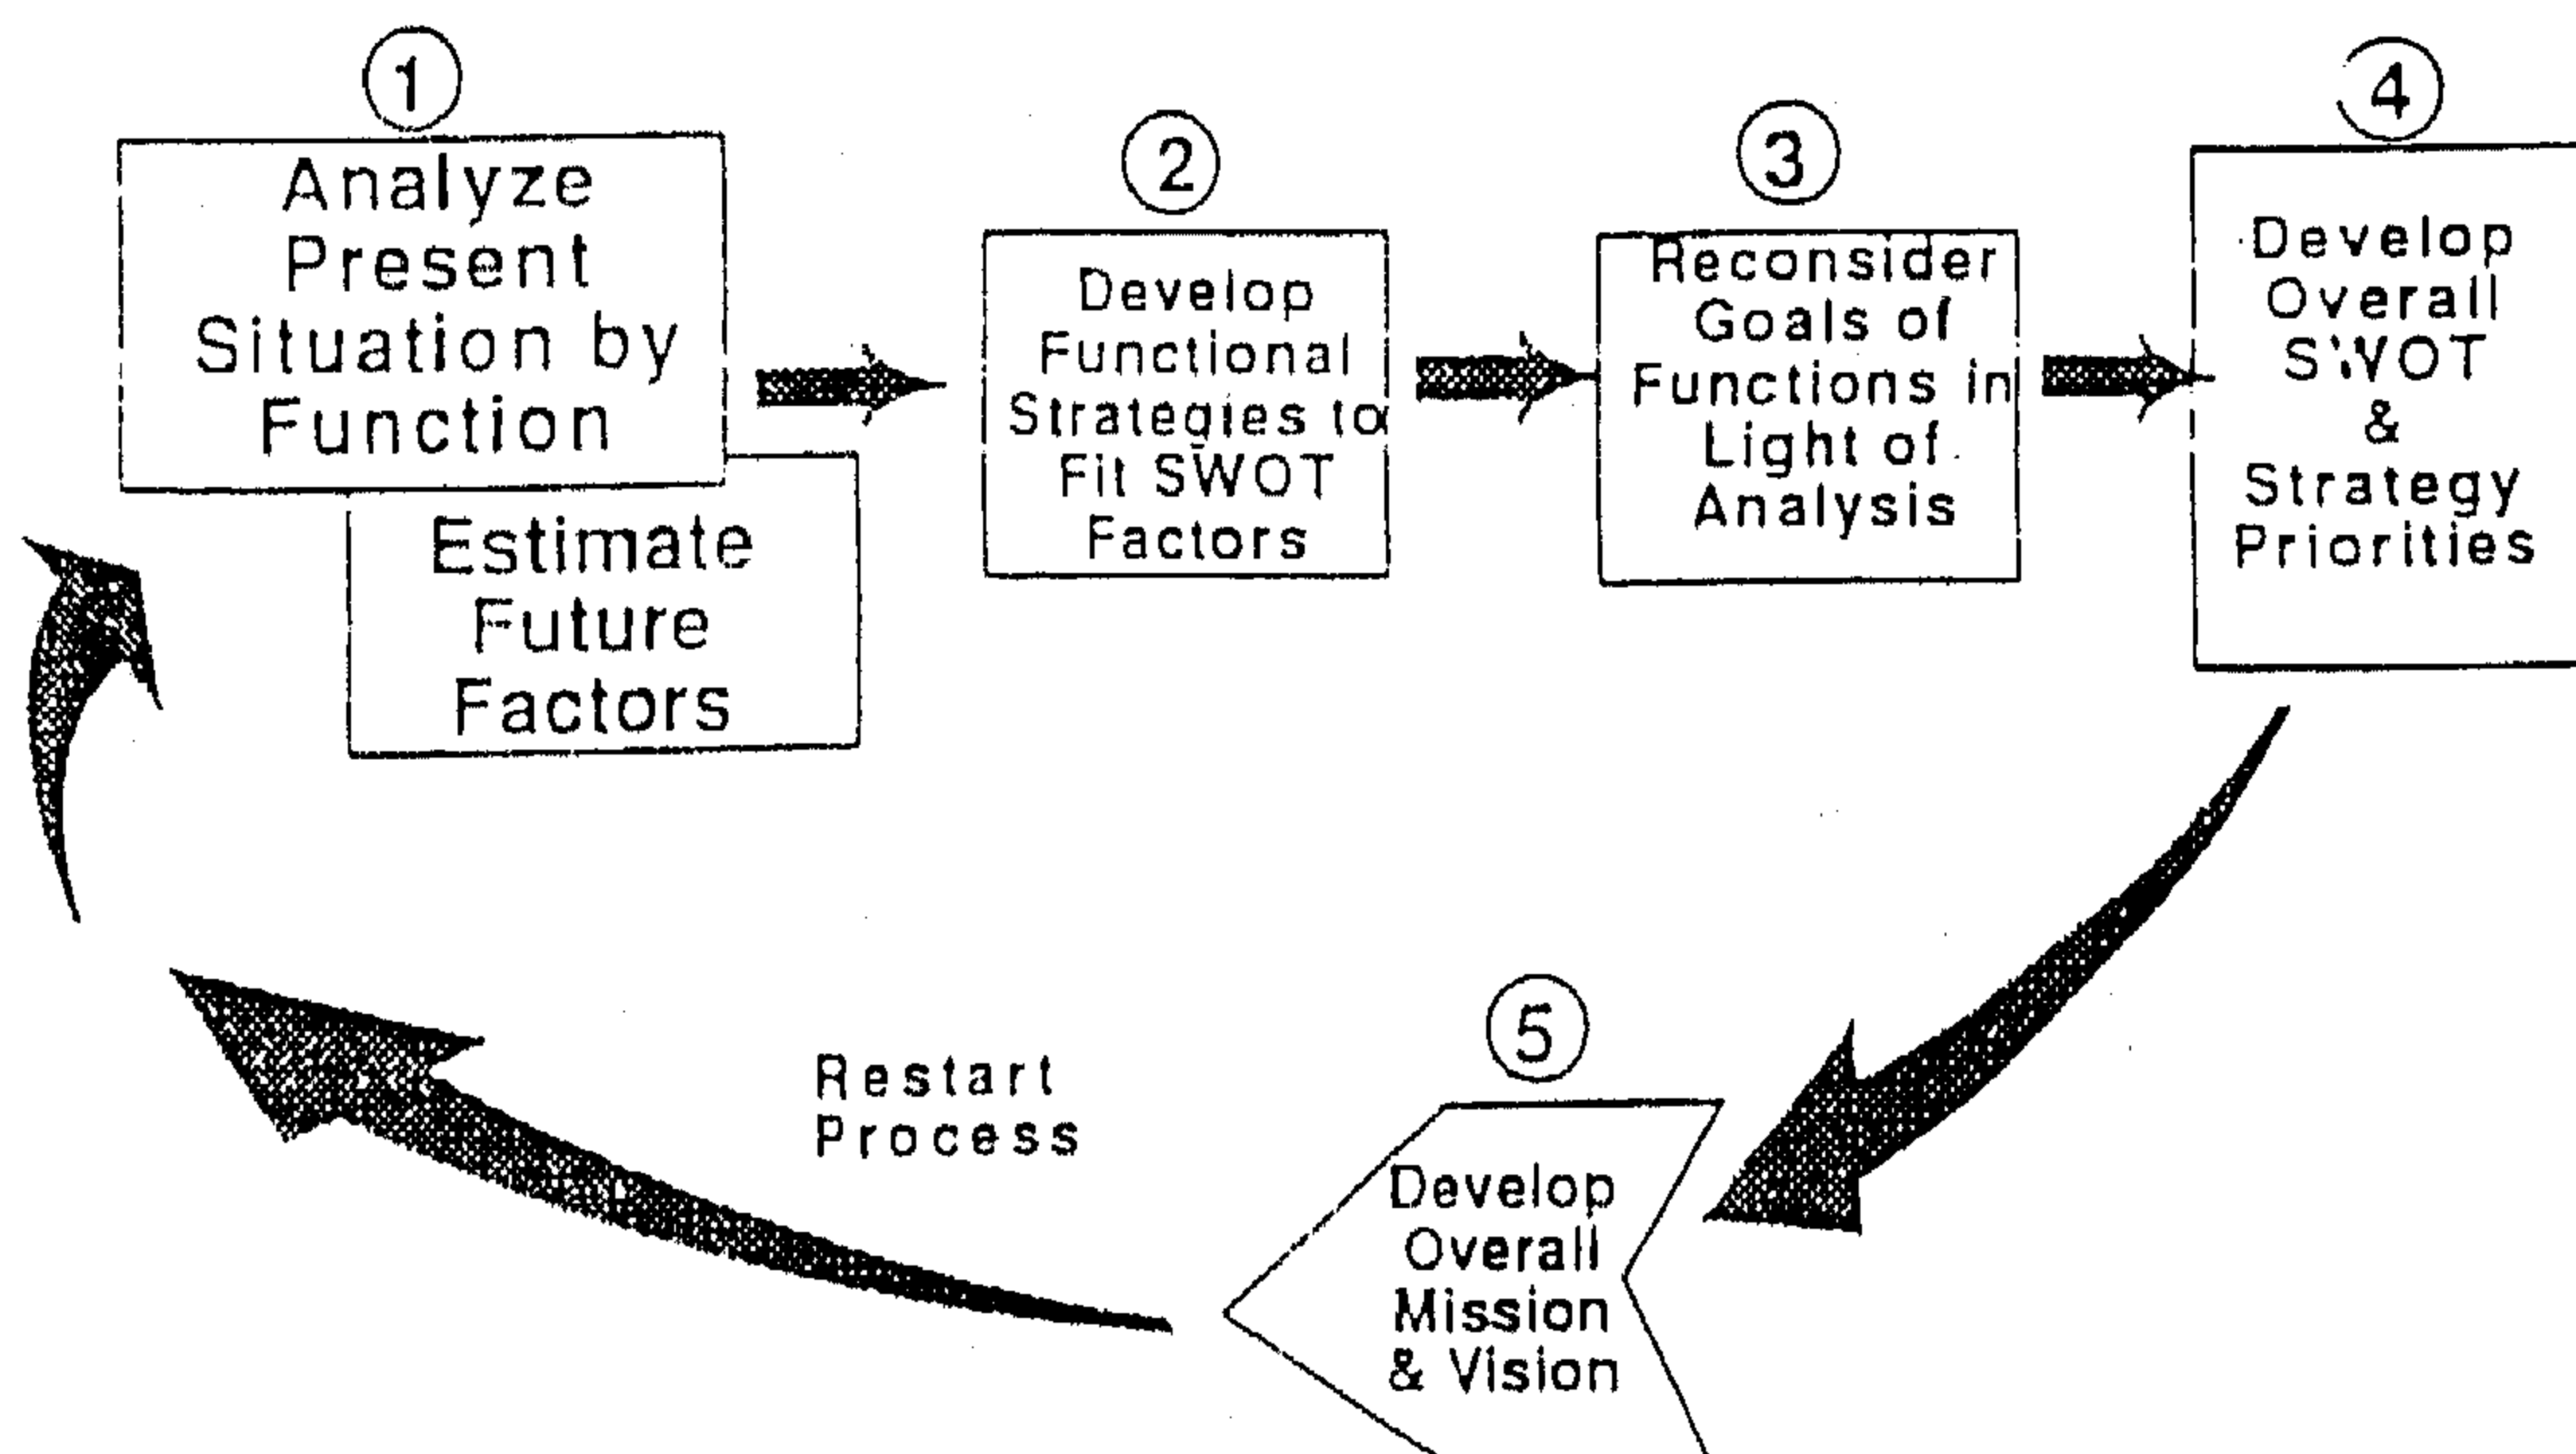 1
Analyze
Present
Situation by
Function
Estimate
Future
Factors
2
Develop
Functional
Strategies to
Fit SWOT
Factors
3
Reconsider
Goals of
Functions in
Light of
Analysis
4
Develop
Overall
SWOT
&
Strategy
Priorities
5
Develop
Overall
Mission
& Vision
Restart
Process